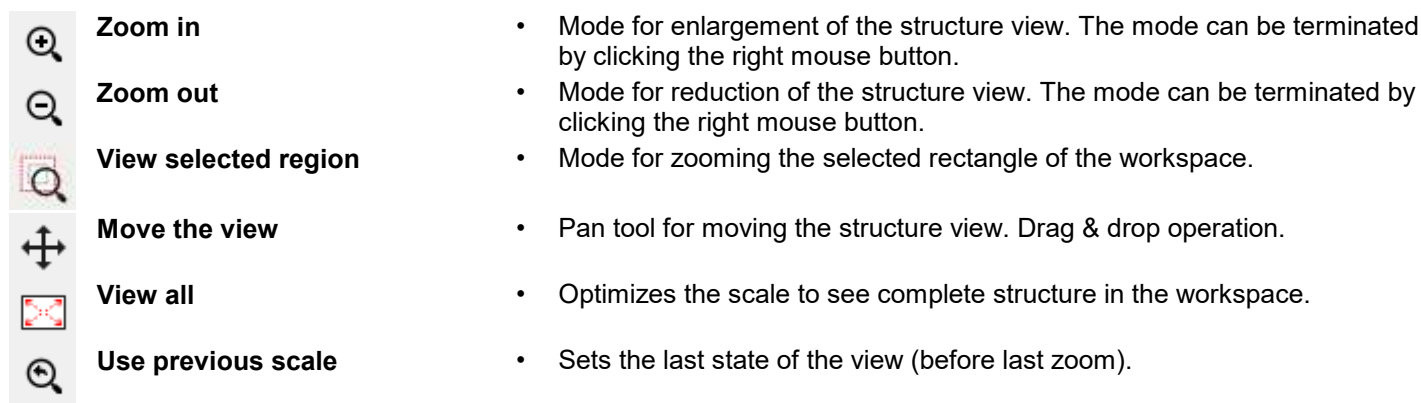 Zoom in • Mode for enlargement of the structure view. The mode can be terminated
by clicking the right mouse button.
Zoom out • Mode for reduction of the structure view. The mode can be terminated by
clicking the right mouse button.
View selected region • Mode for zooming the selected rectangle of the workspace.
Move the view • Pan tool for moving the structure view. Drag & drop operation.
View all • Optimizes the scale to see complete structure in the workspace.
Use previous scale • Sets the last state of the view (before last zoom).